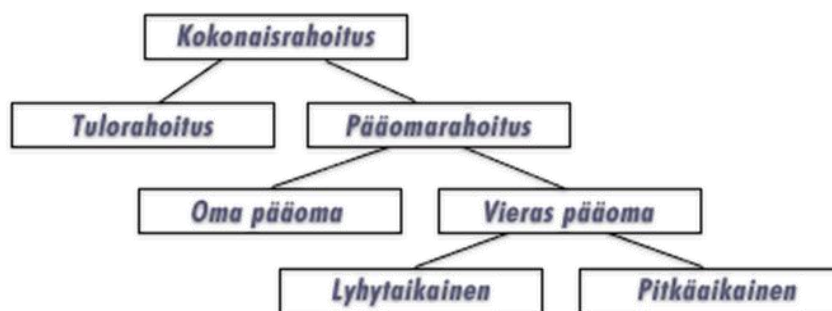 Kokonaisrahoitus
Tulorahoitus
Pääomarahoitus
Oma pääoma
Vieras pääoma
Lyhytaikainen
Pitkäaikainen